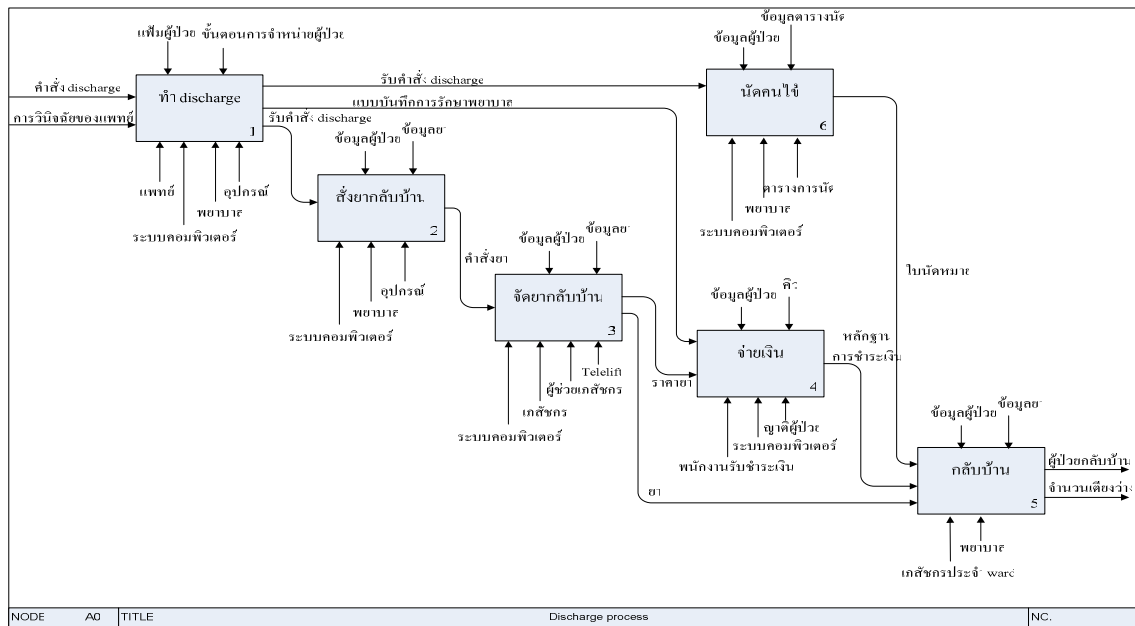 แฟ้มผู้ป่วย
ขั้นตอนการจำหน่ายผู้ป่วย
คำสั่ง discharge
การวินิจฉัยของแพทย์
ทำ discharge
1
แพทย์
อุปกรณ์
พยาบาล
ระบบคอมพิวเตอร์
รับคำสั่ง discharge
แบบบันทึกการรักษาพยาบาล
รับคำสั่ง discharge
ข้อมูลตารางนัด
ข้อมูลผู้ป่วย
นัดคนไข้
6
ตารางการนัด
พยาบาล
ระบบคอมพิวเตอร์
ใบนัดหมาย
ข้อมูลผู้ป่วย
ข้อมูลยา
สั่งยากลับบ้าน
2
อุปกรณ์
พยาบาล
ระบบคอมพิวเตอร์
คำสั่งยา
ข้อมูลผู้ป่วย
ข้อมูลยา
จัดยากลับบ้าน
3
Telelift
ผู้ช่วยเภสัชกร
เภสัชกร
ระบบคอมพิวเตอร์
ราคายา
ยา
ข้อมูลผู้ป่วย
คิว
จ่ายเงิน
4
ญาติผู้ป่วย
ระบบคอมพิวเตอร์
พนักงานรับชำระเงิน
หลักฐาน
การชำระเงิน
ข้อมูลผู้ป่วย
ข้อมูลยา
กลับบ้าน
5
ผู้ป่วยกลับบ้าน
จำนวนเตียงว่าง
พยาบาล
เภสัชกรประจำ ward
NODE A0 TITLE Discharge process NC.